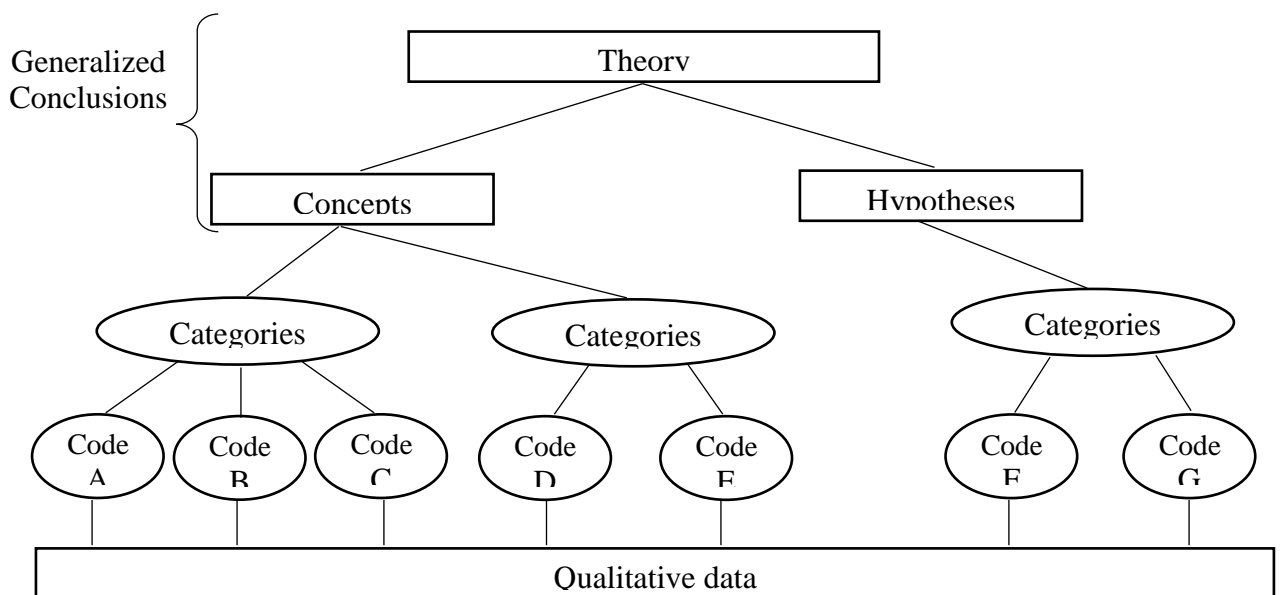 Generalized
Conclusions
Theory
Concepts
Hypotheses
Categories
Categories
Categories
Code
A
Code
B
Code
C
Code
D
Code
E
Code
F
Code
G
Qualitative data